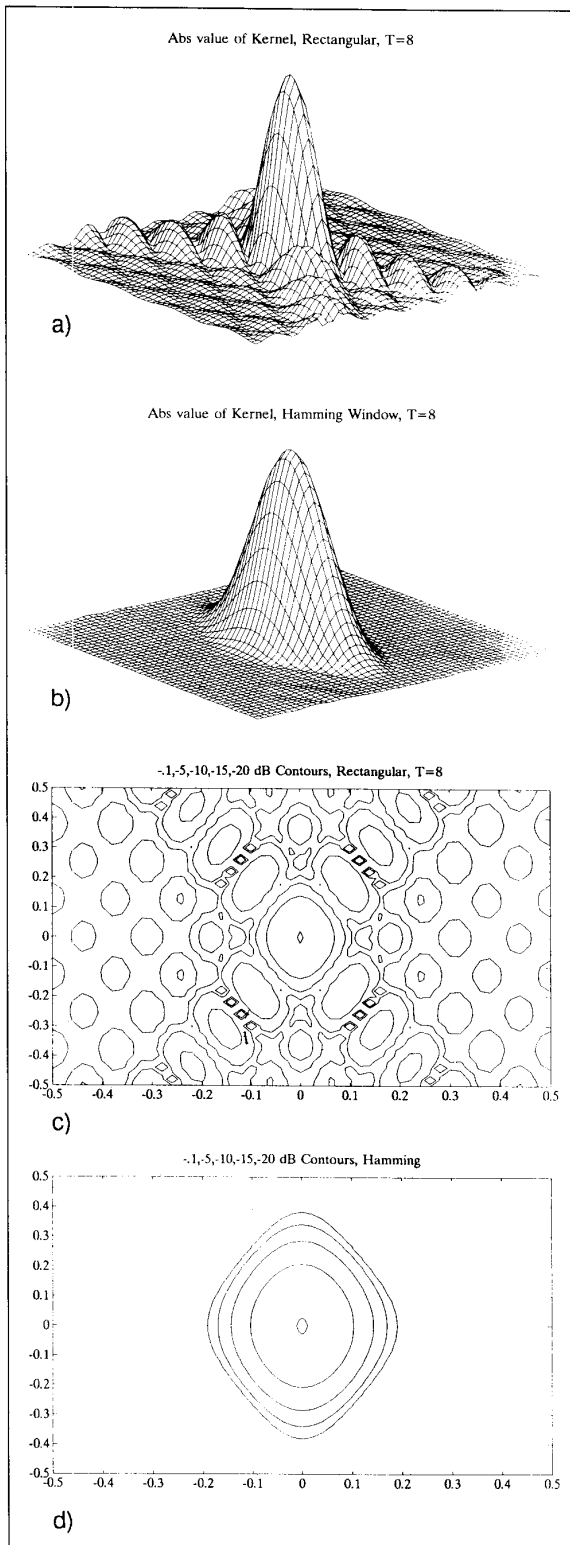 Abs value of Kernel, Rectangular, T=8
a)
Abs value of Kernel, Hamming Window, T=8
b)
-.1,-5,-10,-15,-20 dB Contours, Rectangular, T=8
0.5
0.4
0.3
0.2
0.1
0
-0.1
-0.2
-0.3
-0.4
-0.5
-0.5 -0.4 -0.3 -0.2 -0.1 0 0.1 0.2 0.3 0.4 0.5
c)
-.1,-5,-10,-15,-20 dB Contours, Hamming
0.5
0.4
0.3
0.2
0.1
0
-0.1
-0.2
-0.3
-0.4
-0.5
-0.5 -0.4 -0.3 -0.2 -0.1 0 0.1 0.2 0.3 0.4 0.5
d)